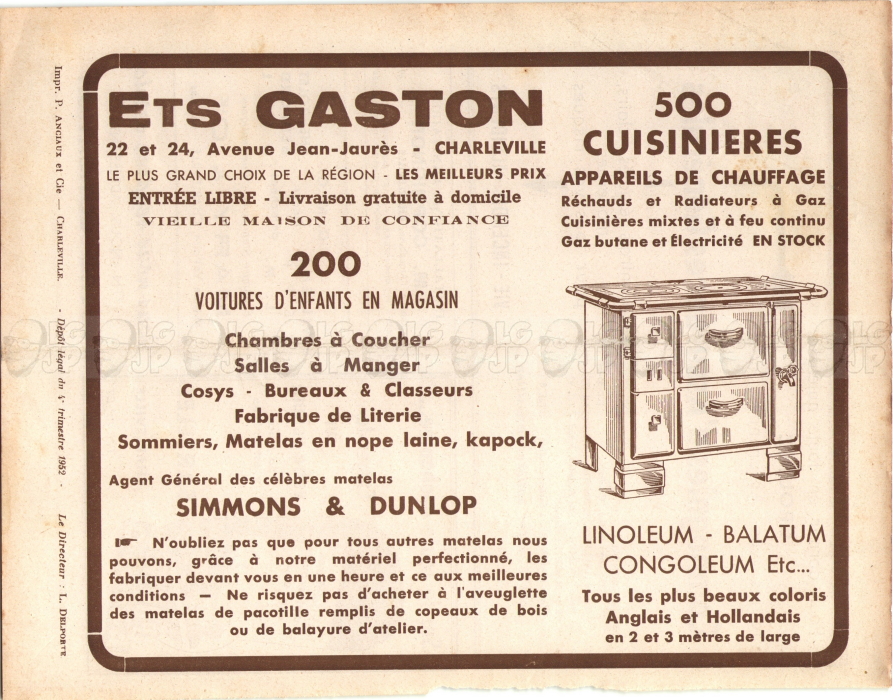 ETS GASTON
22 et 24, Avenue Jean-Jaurès - CHARLEVILLE
LE PLUS GRAND CHOIX DE LA RÉGION - LES MEILLEURS PRIX
ENTRÉE LIBRE - Livraison gratuite à domicile
VIEILLE MAISON DE CONFIANCE
200
VOITURES D'ENFANTS EN MAGASIN
Chambres à Coucher
Salles à Manger
Cosys - Bureaux & Classeurs
Fabrique de Literie
Sommiers, Matelas en nope laine, kapock,
Agent Général des célèbres matelas
SIMMONS & DUNLOP
N'oubliez pas que pour tous autres matelas nous
pouvons, grâce à notre matériel perfectionné, les
fabriquer devant vous en une heure et ce aux meilleures
conditions — Ne risquez pas d'acheter à l'aveuglette
des matelas de pacotille remplis de copeaux de bois
ou de balayure d'atelier.
500
CUISINIERES
APPAREILS DE CHAUFFAGE
Réchauds et Radiateurs à Gaz
Cuisinières mixtes et à feu continu
Gaz butane et Électricité EN STOCK
LINOLEUM - BALATUM
CONGOLEUM Etc...
Tous les plus beaux coloris
Anglais et Hollandais
en 2 et 3 mètres de large
Impr. P. ANCIAUX et Cie — CHARLEVILLE. - Dépôt légal du 4e trimestre 1952 - Le Directeur : L. DELPORTE
LG JP